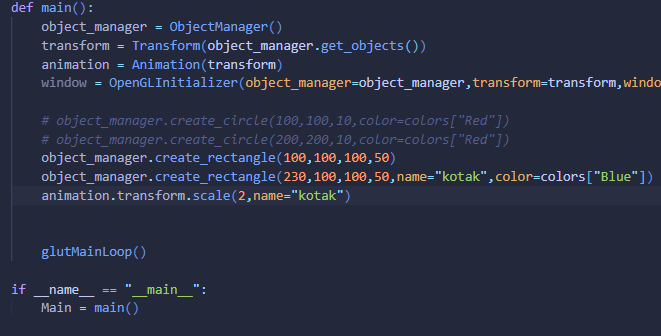 def main():
object_manager = ObjectManager()
transform = Transform(object_manager.get_objects())
animation = Animation(transform)
window = OpenGLInitializer(object_manager=object_manager,transform=transform,windo
# object_manager.create_circle(100,100,10,color=colors["Red"])
# object_manager.create_circle(200,200,10,color=colors["Red"])
object_manager.create_rectangle(100,100,100,50)
object_manager.create_rectangle(230,100,100,50,name="kotak",color=colors["Blue"])
animation.transform.scale(2,name="kotak")
glutMainLoop()
if __name__ == "__main__":
Main = main()